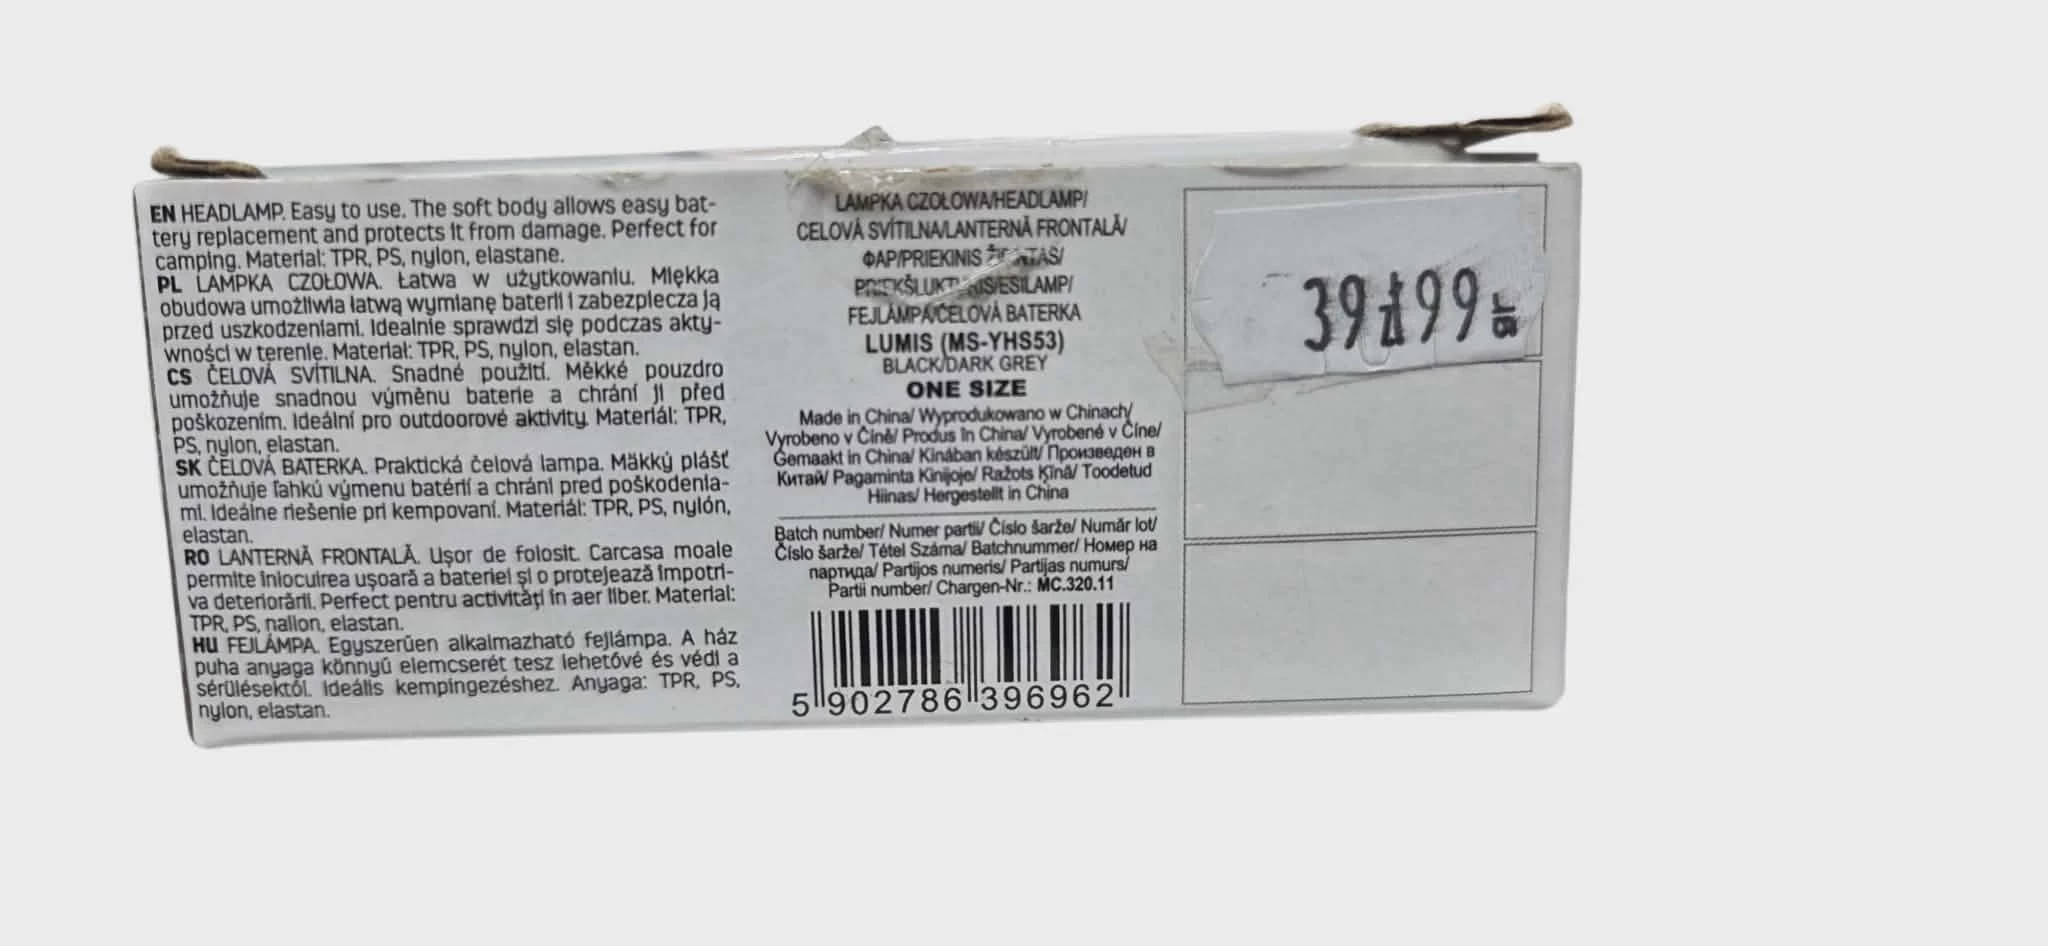 EN HEADLAMP. Easy to use. The soft body allows easy bat-
tery replacement and protects it from damage. Perfect for
camping. Material: TPR, PS, nylon, elastane.
PL LAMPKA CZOŁOWA. Łatwa w użytkowaniu. Miękka
obudowa umożliwia łatwą wymianę baterii i zabezpiecza ją
przed uszkodzeniami. Idealnie sprawdzi się podczas akty-
wności w terenie. Materiał: TPR, PS, nylon, elastan.
CS ČELOVÁ SVÍTILNA. Snadné použití. Měkké pouzdro
umožňuje snadnou výměnu baterie a chrání ji před
poškozením. Ideální pro outdoorové aktivity. Materiál: TPR,
PS, nylon, elastan.
SK ČELOVÁ BATERKA. Praktická čelová lampa. Mäkký plášť
umožňuje ľahkú výmenu batérií a chráni pred poškodenia-
mi. Ideálne riešenie pri kempovaní. Materiál: TPR, PS, nylón,
elastan.
RO LANTERNĂ FRONTALĂ. Ușor de folosit. Carcasa moale
permite înlocuirea ușoară a bateriei și o protejează împotri-
va deteriorării. Perfect pentru activități în aer liber. Material:
TPR, PS, nailon, elastan.
HU FEJLÁMPA. Egyszerűen alkalmazható fejlámpa. A ház
puha anyaga könnyű elemcserét tesz lehetővé és védi a
sérülésektől. Ideális kempingezéshez. Anyaga: TPR, PS,
nylon, elastan.
LAMPKA CZOŁOWA/HEADLAMP/
CELOVÁ SVÍTILNA/LANTERNĂ FRONTALĂ/
ФАР/PRIEKINIS
FEJLÁMPA/ČELOVÁ BATERKA
LUMIS (MS-YHS53)
BLACK/DARK GREY
ONE SIZE
Made in China/ Wyprodukowano w Chinach/
Vyrobeno v Číně/ Produs în China/ Vyrobené v Číne/
Gemaakt in China/ Kinában készült/ Произведен в
Китай/ Pagaminta Kinijoje/ Ražots Ķīnā/ Toodetud
Hiinas/ Hergestellt in China
Batch number/ Numer partii/ Číslo šarže/ Număr lot/
Číslo šarže/ Tétel Száma/ Batchnummer/ Номер на
партида/ Partijos numeris/ Partijas numurs/
Partii number/ Chargen-Nr.: MC.320.11
5 902786 396962
39 zł 99 gr